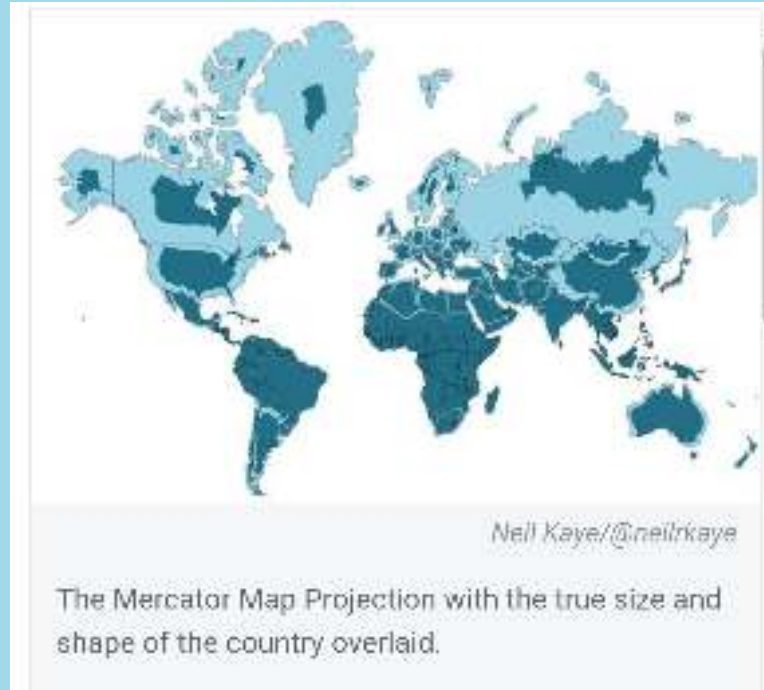 Neil Kaye/@neilrkaye
The Mercator Map Projection with the true size and
shape of the country overlaid.